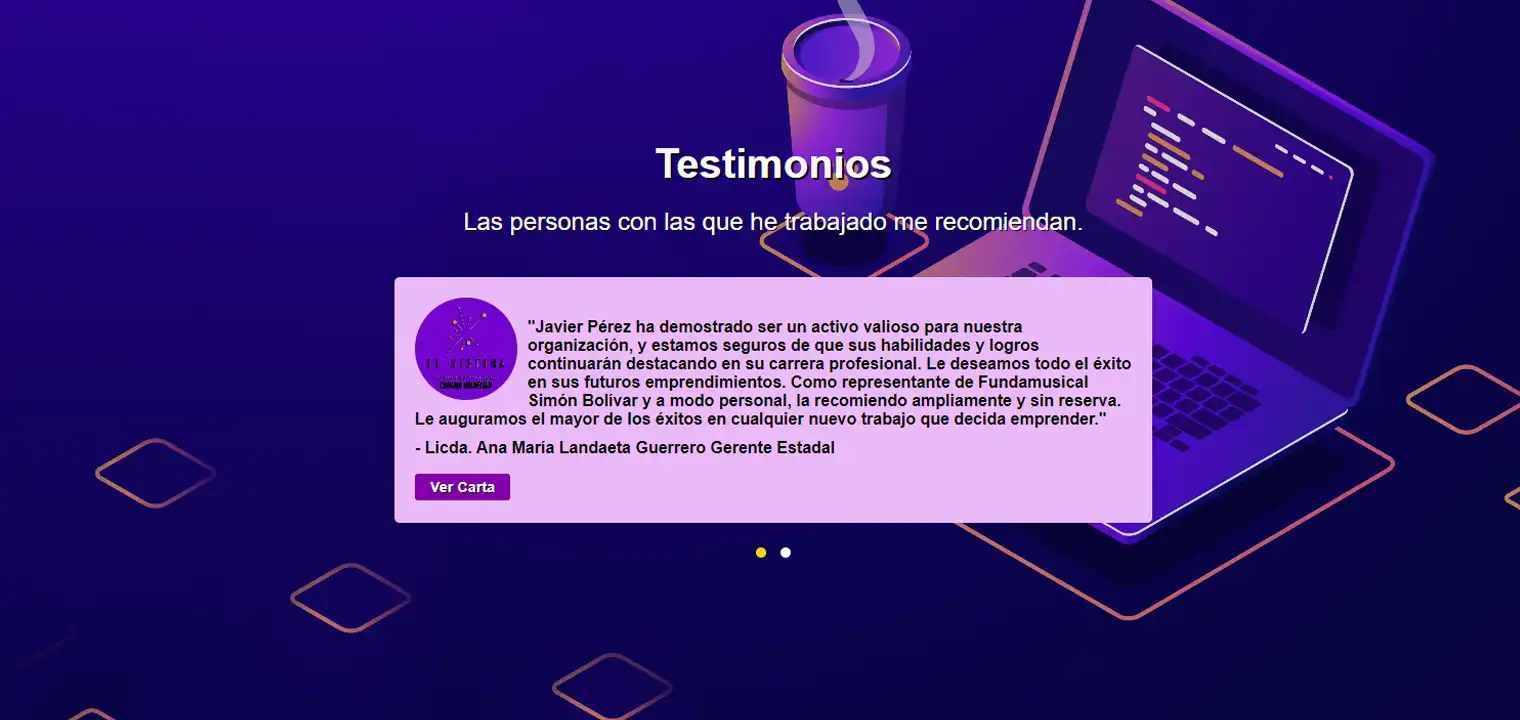 Testimonios
Las personas con las que he trabajado me recomiendan.
"Javier Pérez ha demostrado ser un activo valioso para nuestra
organización, y estamos seguros de que sus habilidades y logros
continuarán destacando en su carrera profesional. Le deseamos todo el éxito
en sus futuros emprendimientos. Como representante de Fundamusical
Simón Bolívar y a modo personal, la recomiendo ampliamente y sin reserva.
Le auguramos el mayor de los éxitos en cualquier nuevo trabajo que decida emprender."
- Licda. Ana María Landaeta Guerrero Gerente Estadal
Ver Carta